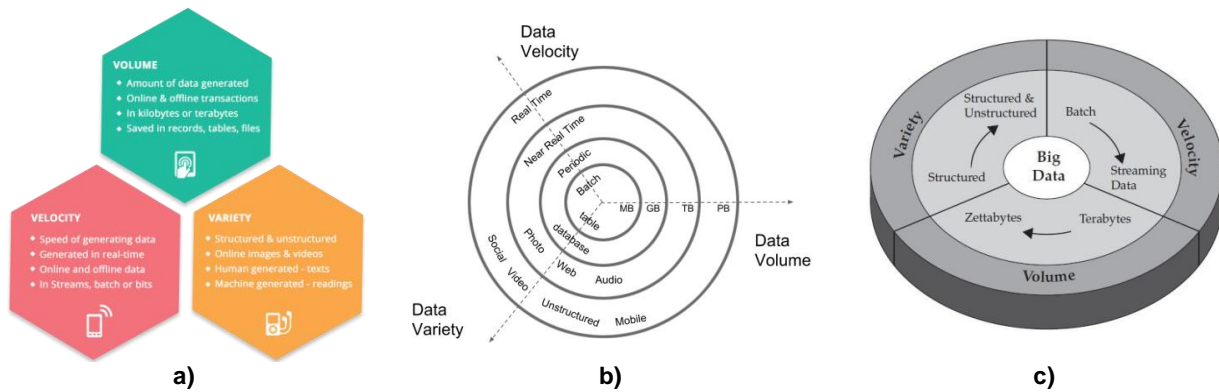 VOLUME
◆ Amount of data generated
◆ Online & offline transactions
◆ In kilobytes or terabytes
◆ Saved in records, tables, files
VELOCITY
◆ Speed of generating data
◆ Generated in real-time
◆ Online and offline data
◆ In Streams, batch or bits
VARIETY
◆ Structured & unstructured
◆ Online images & videos
◆ Human generated - texts
◆ Machine generated - readings
a)
Data
Velocity
Real Time
Near Real Time
Periodic
Batch
MB
GB
TB
PB
table
database
Photo
Web
Audio
Social
Video
Unstructured
Mobile
Data
Volume
Data
Variety
b)
Variety
Structured &
Unstructured
Structured
Batch
Streaming
Data
Velocity
Big
Data
Zettabytes
Terabytes
Volume
c)